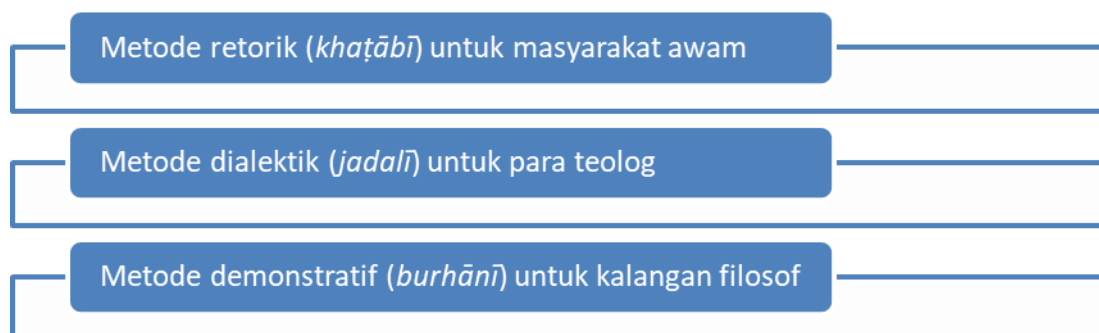 Metode retorik (khaṭābī) untuk masyarakat awam
Metode dialektik (jadalī) untuk para teolog
Metode demonstratif (burhānī) untuk kalangan filosof